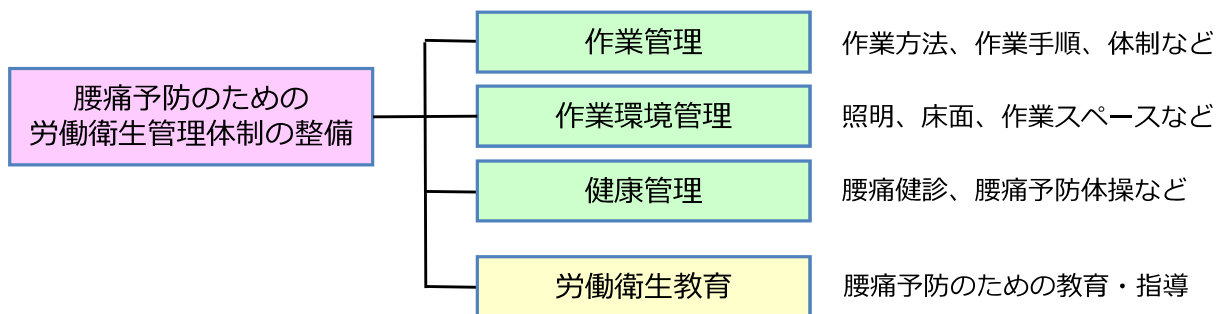 腰痛予防のための
労働衛生管理体制の整備
作業管理
作業方法、作業手順、体制など
作業環境管理
照明、床面、作業スペースなど
健康管理
腰痛健診、腰痛予防体操など
労働衛生教育
腰痛予防のための教育・指導